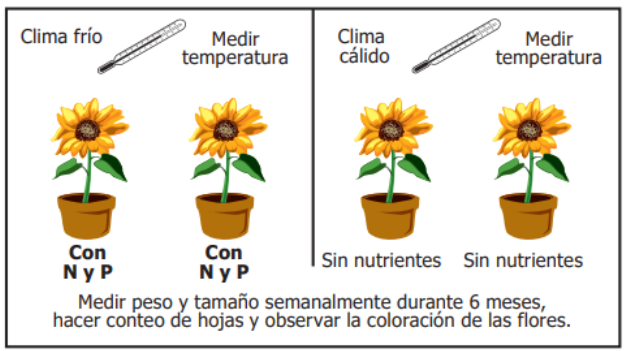 Clima frío
Medir
temperatura
Clima
cálido
Medir
temperatura
Con
N y P
Con
N y P
Sin nutrientes
Sin nutrientes
Medir peso y tamaño semanalmente durante 6 meses,
hacer conteo de hojas y observar la coloración de las flores.